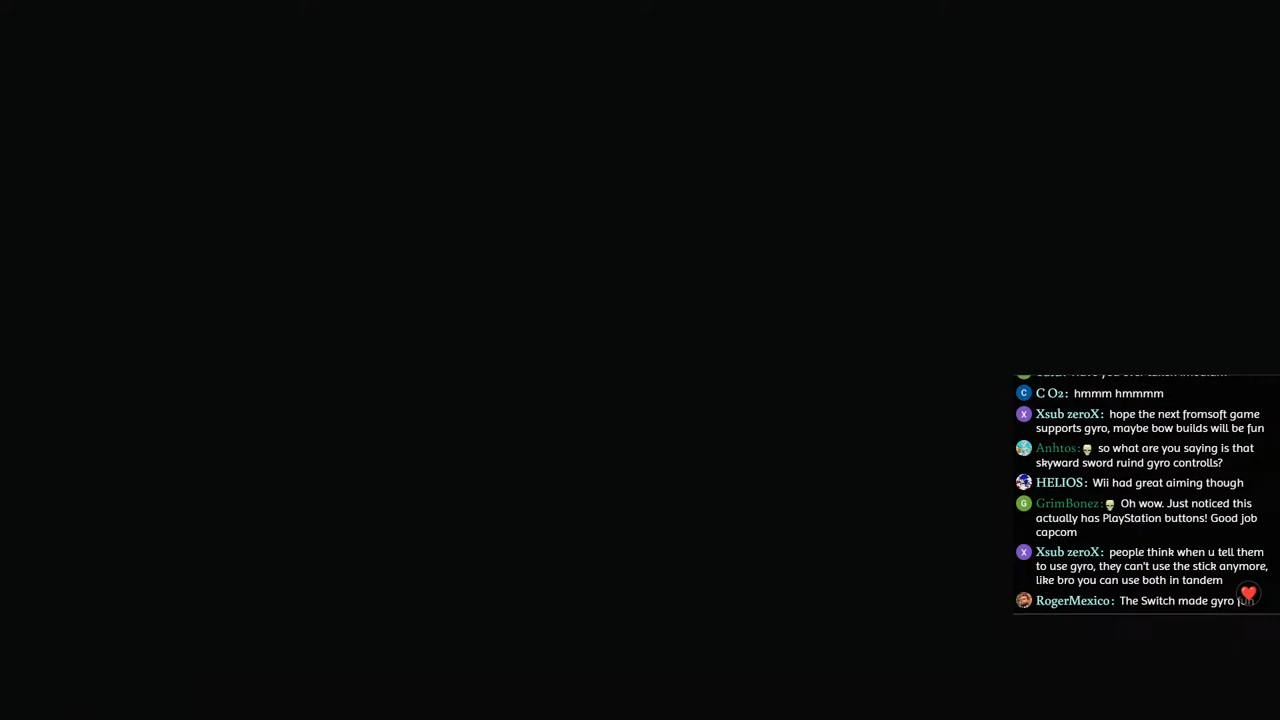 C O2: hmmm hmmmm
Xsub zeroX: hope the next fromsoft game
supports gyro, maybe bow builds will be fun
Anhtos: so what are you saying is that
skyward sword ruind gyro controlls?
HELIOS: Wii had great aiming though
GrimBonez: Oh wow. Just noticed this
actually has PlayStation buttons! Good job
capcom
Xsub zeroX: people think when u tell them
to use gyro, they can't use the stick anymore,
like bro you can use both in tandem
RogerMexico: The Switch made gyro fun